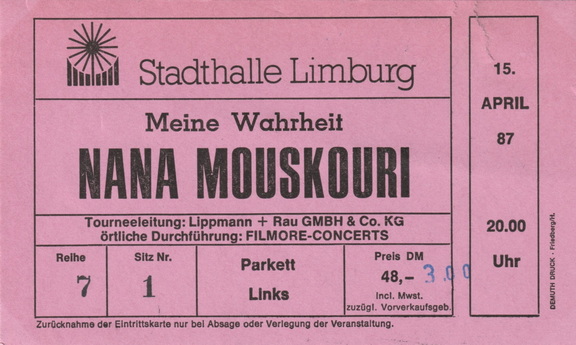 Stadthalle Limburg
Meine Wahrheit
NANA MOUSKOURI
Tourneeleitung: Lippmann + Rau GMBH & Co. KG
örtliche Durchführung: FILMORE-CONCERTS
Reihe
7
Sitz Nr.
1
Parkett
Links
Preis DM
48,– 3.00
Incl. Mwst.
zuzügl. Vorverkaufsgeb.
Zurücknahme der Eintrittskarte nur bei Absage oder Verlegung der Veranstaltung.
15.
APRIL
87
20.00
Uhr
DEMUTH DRUCK · Friedberg/H.